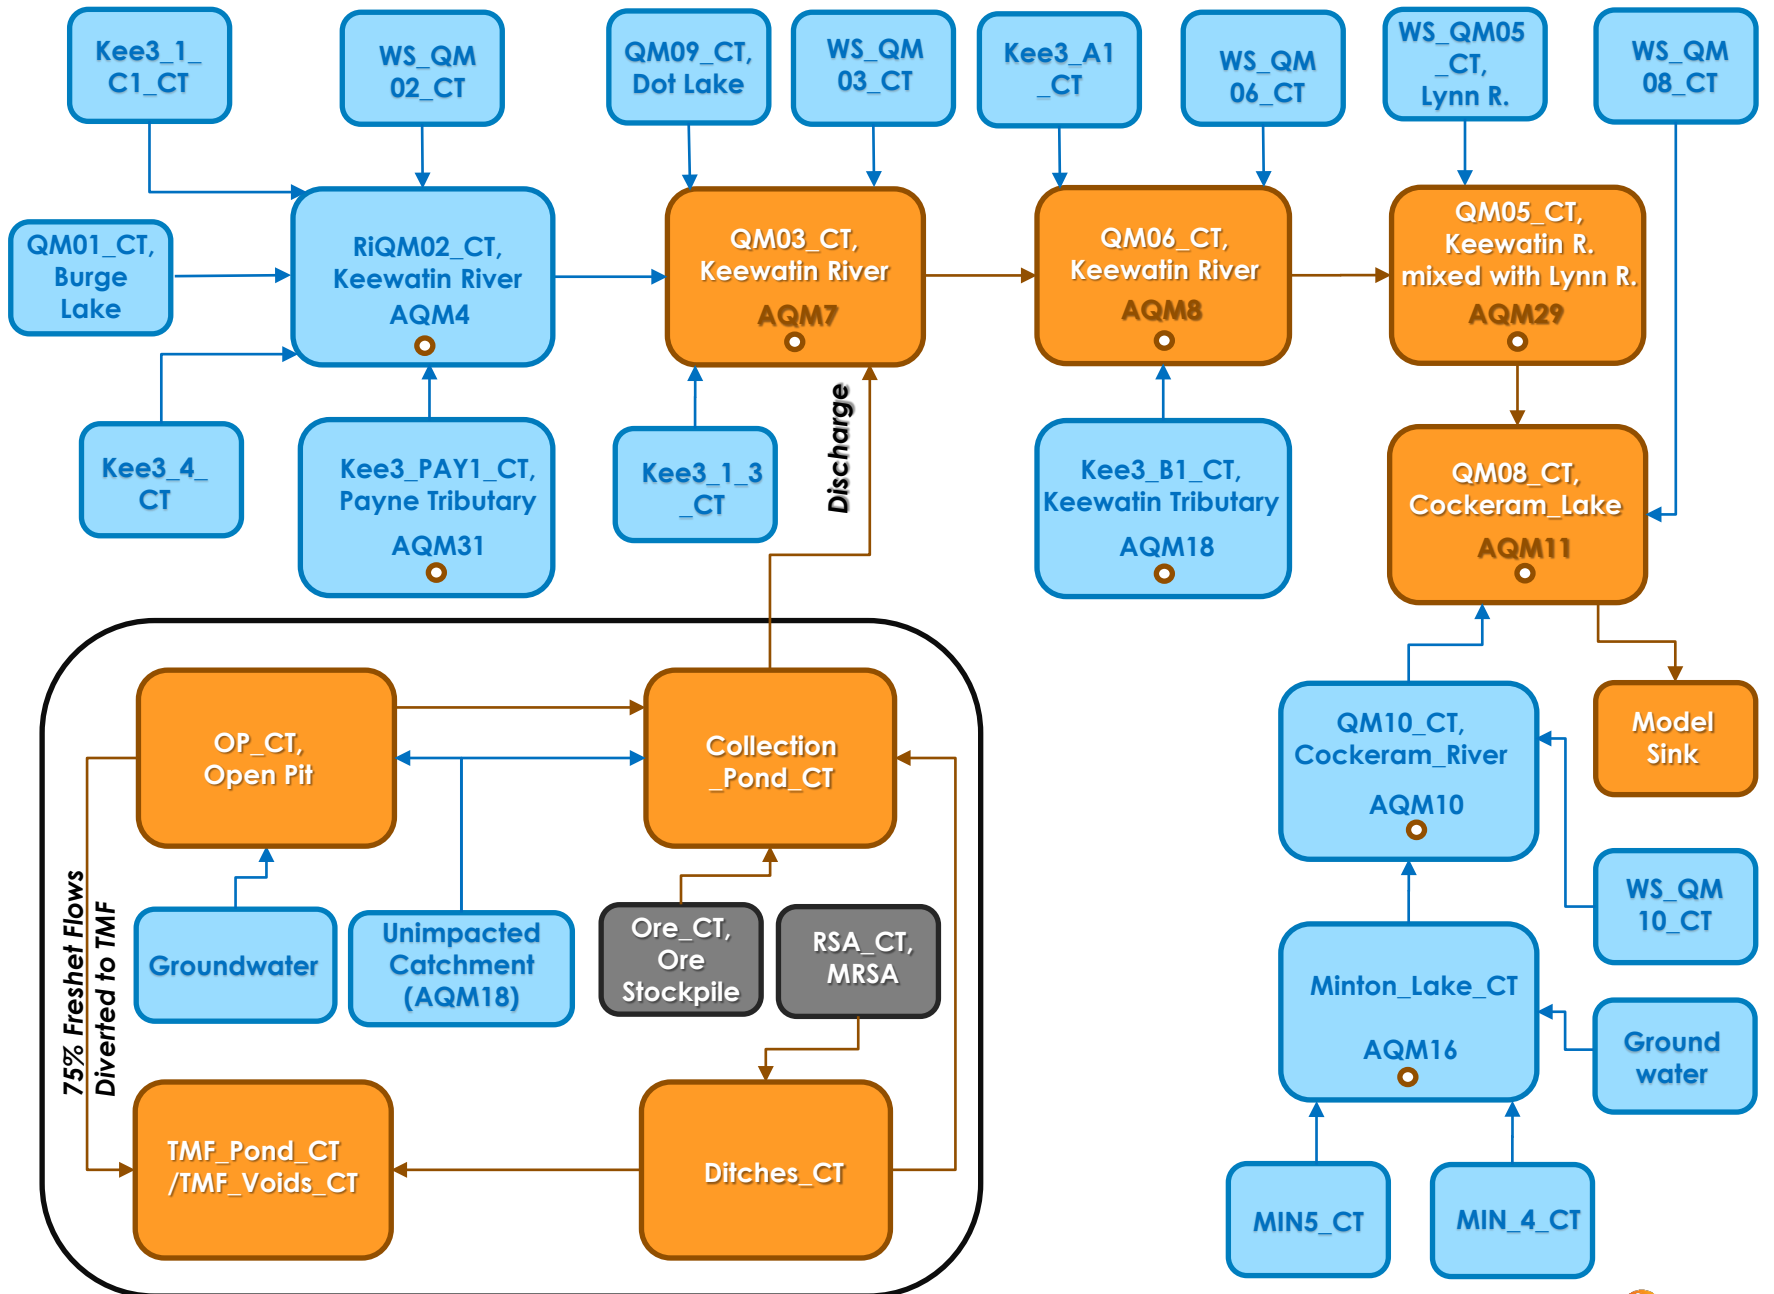 Kee3_1_
C1_CT
WS_QM
02_CT
QM09_CT,
Dot Lake
WS_QM
03_CT
Kee3_A1
_CT
WS_QM
06_CT
WS_QM05
_CT,
Lynn R.
WS_QM
08_CT
QM01_CT,
Burge
Lake
RiQM02_CT,
Keewatin River
AQM4
QM03_CT,
Keewatin River
AQM7
QM06_CT,
Keewatin River
AQM8
QM05_CT,
Keewatin R.
mixed with Lynn R.
AQM29
Kee3_4_
CT
Kee3_PAY1_CT,
Payne Tributary
AQM31
Kee3_1_3
_CT
Discharge
Kee3_B1_CT,
Keewatin Tributary
AQM18
QM08_CT,
Cockeram_Lake
AQM11
OP_CT,
Open Pit
Collection
_Pond_CT
QM10_CT,
Cockeram_River
AQM10
Model
Sink
75% Freshet Flows
Diverted to TMF
Groundwater
Unimpacted
Catchment
(AQM18)
Ore_CT,
Ore
Stockpile
RSA_CT,
MRSA
WS_QM
10_CT
Minton_Lake_CT
AQM16
Ground
water
TMF_Pond_CT
/TMF_Voids_CT
Ditches_CT
MIN5_CT
MIN_4_CT